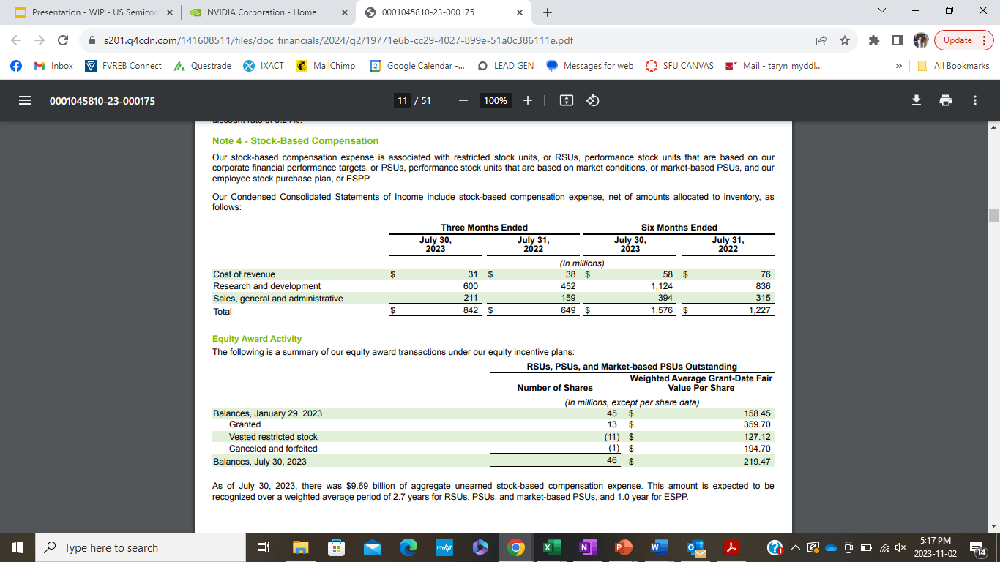 Presentation - WIP - US Semicor
NVIDIA Corporation - Home
0001045810-23-000175
s201.q4cdn.com/141608511/files/doc_financials/2024/q2/19771e6b-cc29-4027-899e-51a0c386111e.pdf
Update
Inbox FVREB Connect Questrade IXACT MailChimp Google Calendar -... LEAD GEN Messages for web SFU CANVAS Mail - taryn_myddl... » All Bookmarks
0001045810-23-000175 11 / 51 100%
Note 4 - Stock-Based Compensation
Our stock-based compensation expense is associated with restricted stock units, or RSUs, performance stock units that are based on our
corporate financial performance targets, or PSUs, performance stock units that are based on market conditions, or market-based PSUs, and our
employee stock purchase plan, or ESPP.
Our Condensed Consolidated Statements of Income include stock-based compensation expense, net of amounts allocated to inventory, as
follows:
Three Months Ended Six Months Ended
July 30, July 31, July 30, July 31,
2023 2022 2023 2022
(In millions)
Cost of revenue $ 31 $ 38 $ 58 $ 76
Research and development 600 452 1,124 836
Sales, general and administrative 211 159 394 315
Total $ 842 $ 649 $ 1,576 $ 1,227
Equity Award Activity
The following is a summary of our equity award transactions under our equity incentive plans:
RSUs, PSUs, and Market-based PSUs Outstanding
Weighted Average Grant-Date Fair
Number of Shares Value Per Share
(In millions, except per share data)
Balances, January 29, 2023 45 $ 158.45
Granted 13 $ 359.70
Vested restricted stock (11) $ 127.12
Canceled and forfeited (1) $ 194.70
Balances, July 30, 2023 46 $ 219.47
As of July 30, 2023, there was $9.69 billion of aggregate unearned stock-based compensation expense. This amount is expected to be
recognized over a weighted average period of 2.7 years for RSUs, PSUs, and market-based PSUs, and 1.0 year for ESPP.
Type here to search
5:17 PM
2023-11-02
14